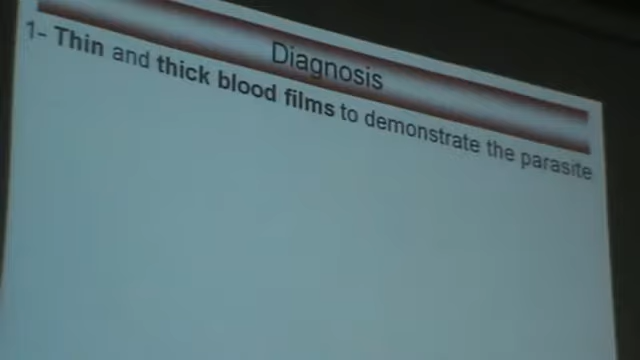 Diagnosis
1- Thin and thick blood films to demonstrate the parasite